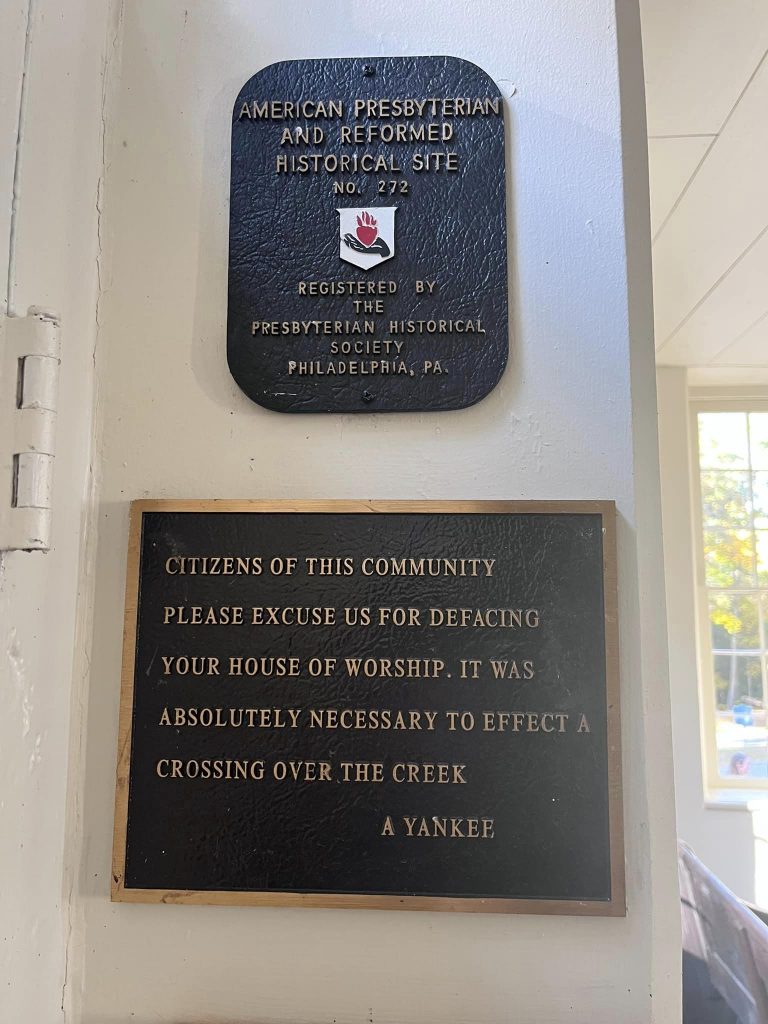 AMERICAN PRESBYTERIAN
AND REFORMED
HISTORICAL SITE
NO. 272
REGISTERED BY
THE
PRESBYTERIAN HISTORICAL
SOCIETY
PHILADELPHIA, PA.
CITIZENS OF THIS COMMUNITY
PLEASE EXCUSE US FOR DEFACING
YOUR HOUSE OF WORSHIP. IT WAS
ABSOLUTELY NECESSARY TO EFFECT A
CROSSING OVER THE CREEK
A YANKEE